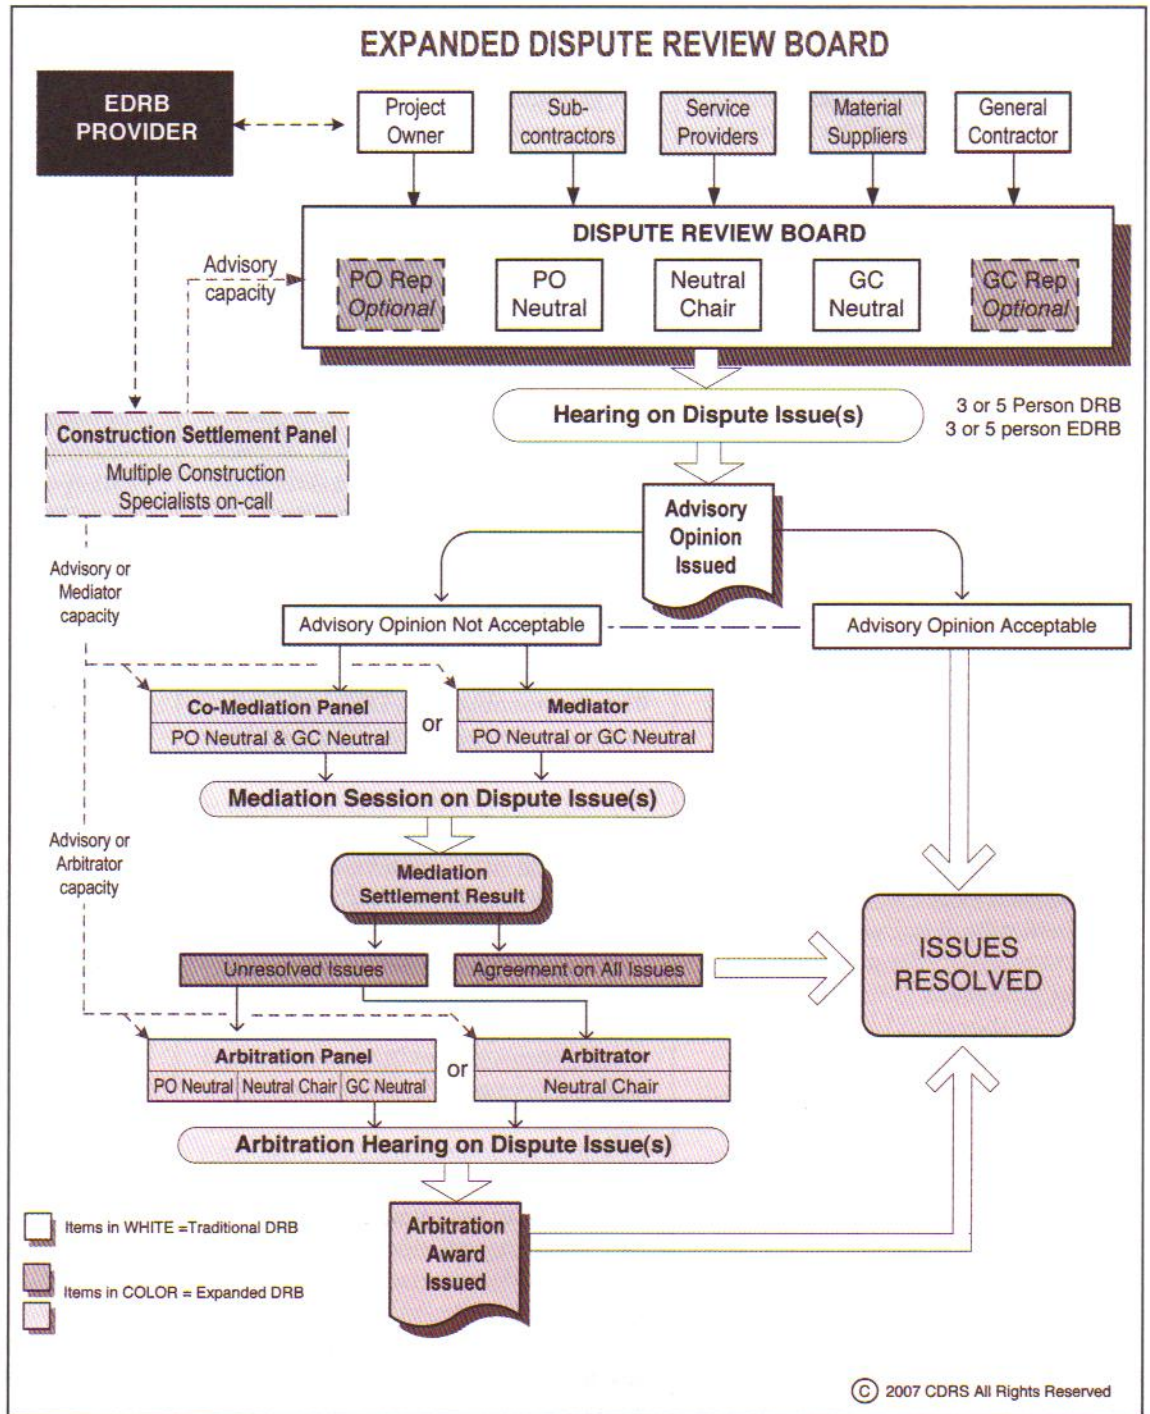 EXPANDED DISPUTE REVIEW BOARD
EDRB
PROVIDER
Project
Owner
Sub-
contractors
Service
Providers
Material
Suppliers
General
Contractor
DISPUTE REVIEW BOARD
Advisory
capacity
PO Rep
Optional
PO
Neutral
Neutral
Chair
GC
Neutral
GC Rep
Optional
Hearing on Dispute Issue(s)
3 or 5 Person DRB
3 or 5 person EDRB
Construction Settlement Panel
Multiple Construction
Specialists on-call
Advisory
Opinion
Issued
Advisory or
Mediator
capacity
Advisory Opinion Not Acceptable
Advisory Opinion Acceptable
Co-Mediation Panel
PO Neutral & GC Neutral
or
Mediator
PO Neutral or GC Neutral
Mediation Session on Dispute Issue(s)
Advisory or
Arbitrator
capacity
Mediation
Settlement Result
Unresolved Issues
Agreement on All Issues
ISSUES
RESOLVED
Arbitration Panel
PO Neutral Neutral Chair GC Neutral
or
Arbitrator
Neutral Chair
Arbitration Hearing on Dispute Issue(s)
Arbitration
Award
Issued
Items in WHITE =Traditional DRB
Items in COLOR = Expanded DRB
© 2007 CDRS All Rights Reserved